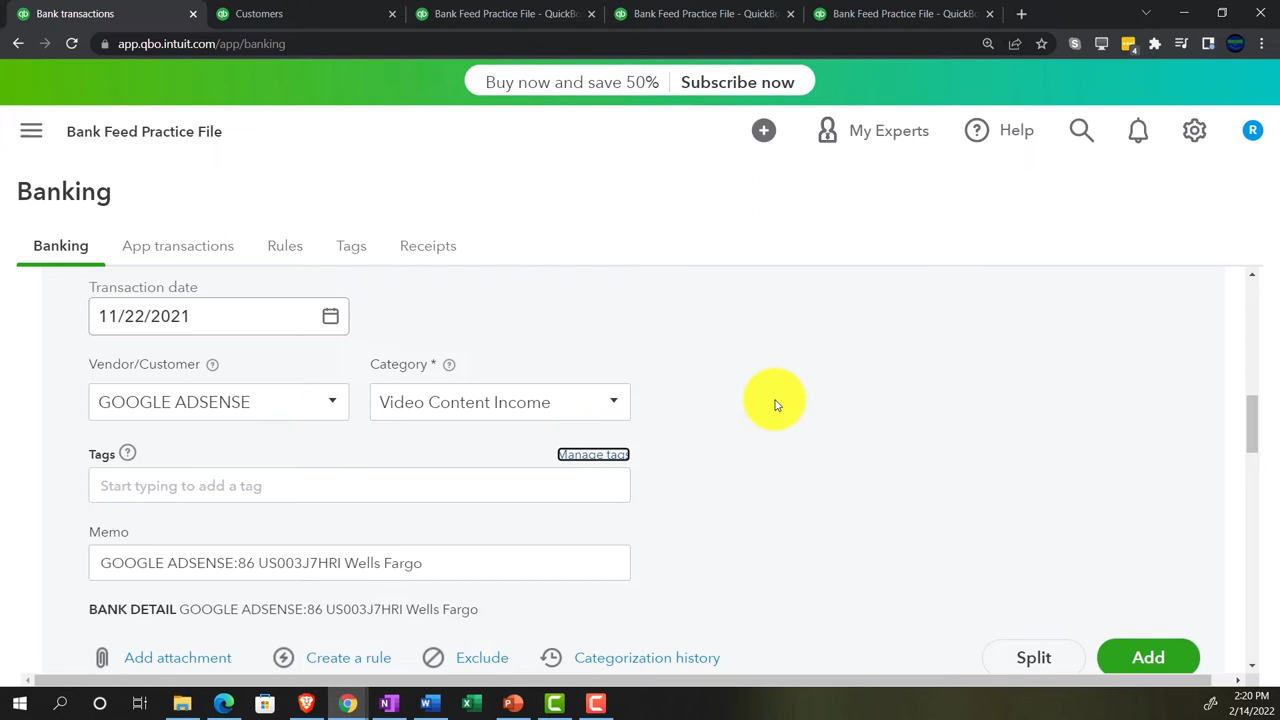 Bank transactions
Customers
Bank Feed Practice File - QuickBo
Bank Feed Practice File - QuickBo
Bank Feed Practice File - QuickBo
app.qbo.intuit.com/app/banking
4
Buy now and save 50% Subscribe now
Bank Feed Practice File
My Experts
Help
R
Banking
Banking App transactions Rules Tags Receipts
Transaction date
11/22/2021
Vendor/Customer Category *
GOOGLE ADSENSE Video Content Income
Tags Manage tags
Start typing to add a tag
Memo
GOOGLE ADSENSE:86 US003J7HRI Wells Fargo
BANK DETAIL GOOGLE ADSENSE:86 US003J7HRI Wells Fargo
Add attachment Create a rule Exclude Categorization history Split Add
2:20 PM
2/14/2022